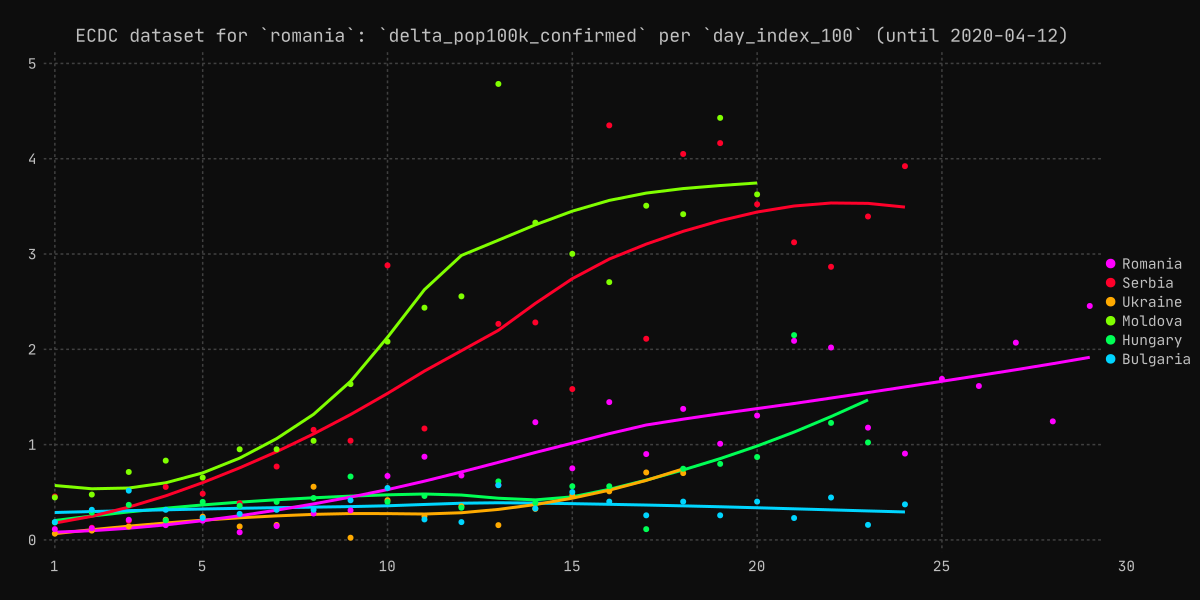 ECDC dataset for `romania`: `delta_pop100k_confirmed` per `day_index_100` (until 2020-04-12)
5
4
3
2
1
0
1 5 10 15 20 25 30
Romania
Serbia
Ukraine
Moldova
Hungary
Bulgaria